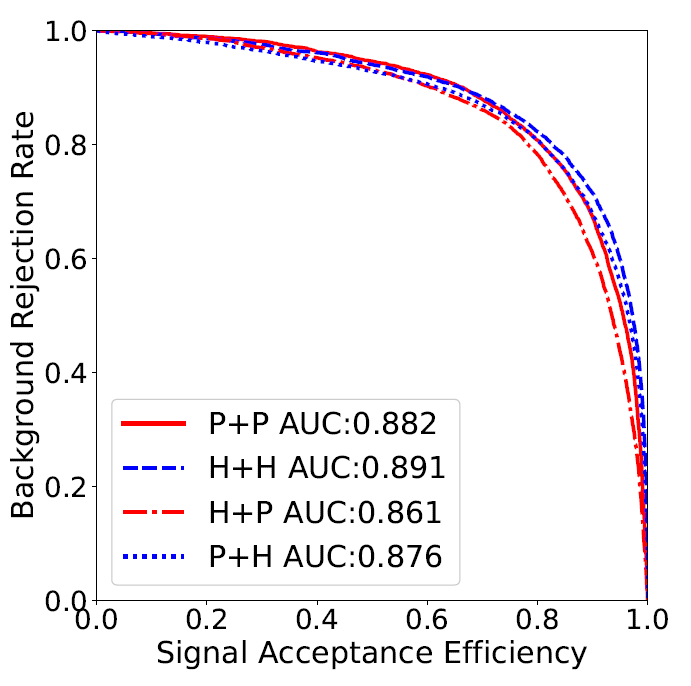 Background Rejection Rate
1.0
0.8
0.6
0.4
0.2
0.0
P+P AUC:0.882
H+H AUC:0.891
H+P AUC:0.861
P+H AUC:0.876
0.0 0.2 0.4 0.6 0.8 1.0
Signal Acceptance Efficiency